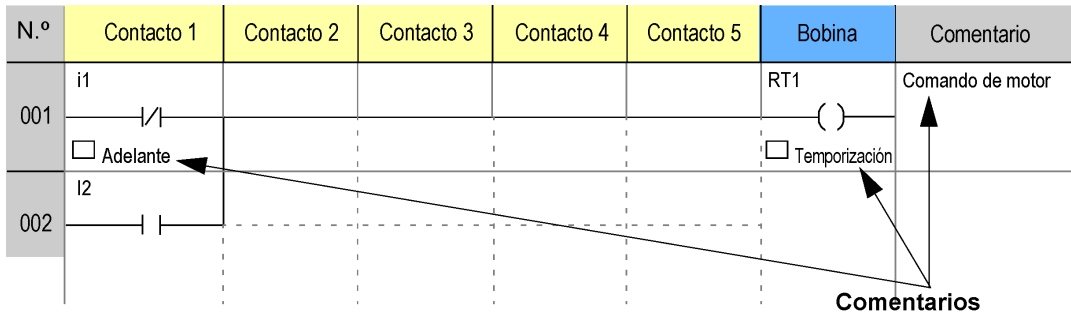 N.º Contacto 1 Contacto 2 Contacto 3 Contacto 4 Contacto 5 Bobina Comentario
i1 RT1 Comando de motor
001
Adelante Temporización
I2
002
Comentarios